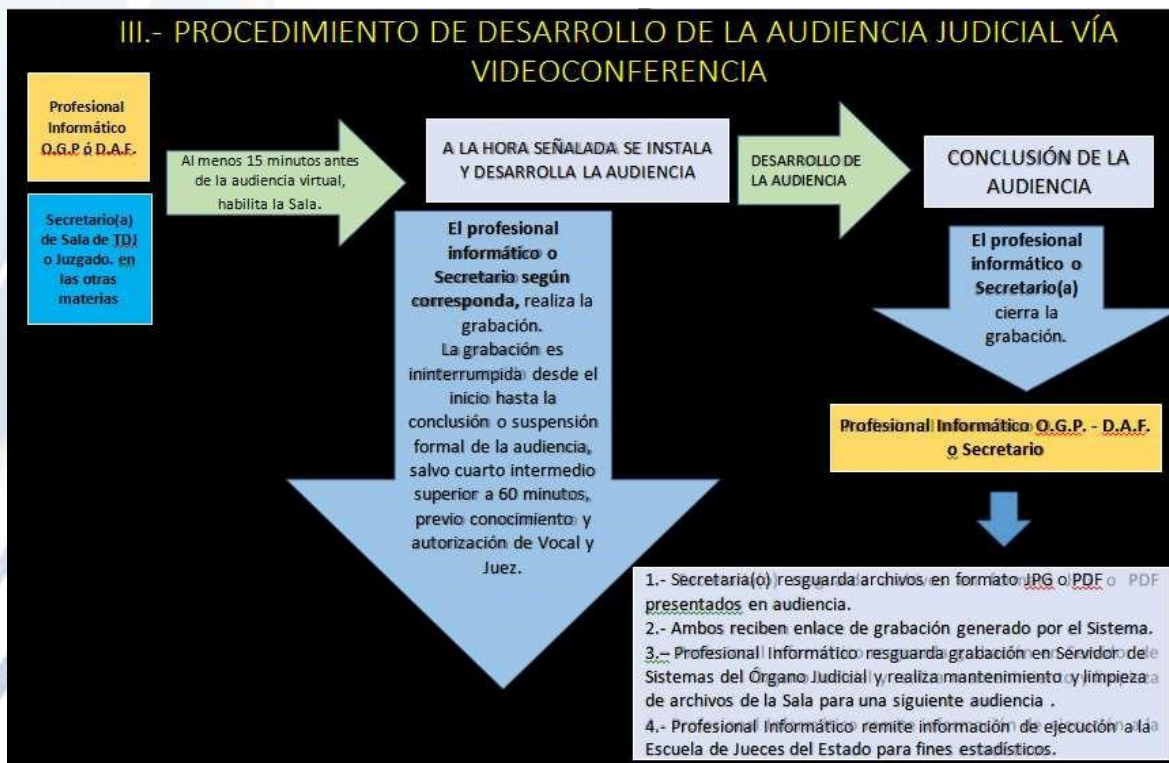 III.- PROCEDIMIENTO DE DESARROLLO DE LA AUDIENCIA JUDICIAL VÍA
VIDEOCONFERENCIA
Profesional
Informático
O.G.P ó D.A.F.
Secretario(a)
de Sala de TDJ
o Juzgado. en
las otras
materias
Al menos 15 minutos antes
de la audiencia virtual,
habilita la Sala.
A LA HORA SEÑALADA SE INSTALA
Y DESARROLLA LA AUDIENCIA
El profesional
informático o
Secretario según
corresponda, realiza la
grabación.
La grabación es
ininterrumpida desde el
inicio hasta la
conclusión o suspensión
formal de la audiencia,
salvo cuarto intermedio
superior a 60 minutos,
previo conocimiento y
autorización de Vocal y
Juez.
DESARROLLO DE
LA AUDIENCIA
CONCLUSIÓN DE LA
AUDIENCIA
El profesional
informático o
Secretario(a)
cierra la
grabación.
Profesional Informático O.G.P. - D.A.F.
o Secretario
1.- Secretaria(o) resguarda archivos en formato JPG o PDF
presentados en audiencia.
2.- Ambos reciben enlace de grabación generado por el Sistema.
3.– Profesional Informático resguarda grabación en Servidor de
Sistemas del Órgano Judicial y realiza mantenimiento y limpieza
de archivos de la Sala para una siguiente audiencia .
4.- Profesional Informático remite información de ejecución a la
Escuela de Jueces del Estado para fines estadísticos.